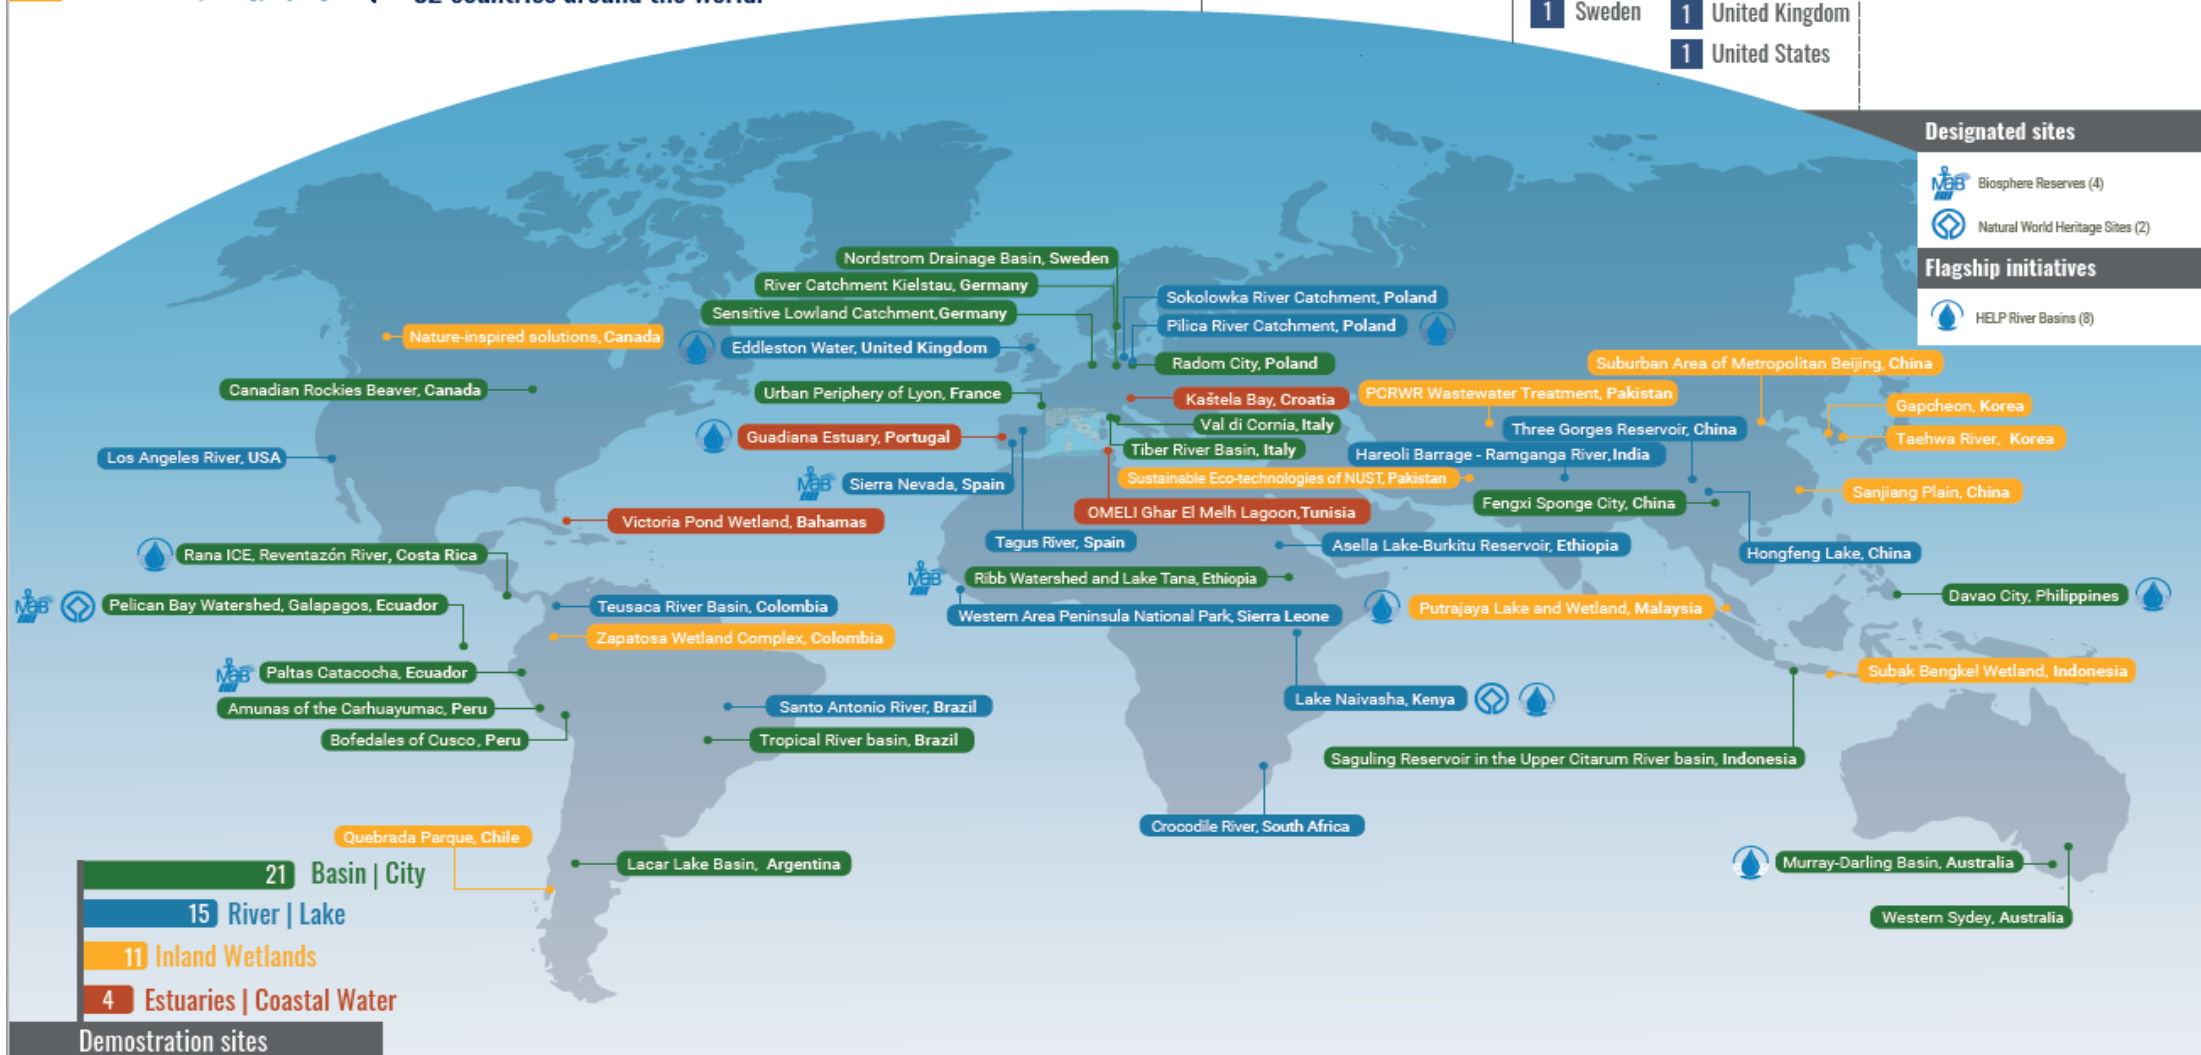 32 countries around the world.
1 Sweden
1 United Kingdom
1 United States
Designated sites
MaB Biosphere Reserves (4)
Natural World Heritage Sites (2)
Flagship initiatives
HELP River Basins (8)
Nordstrom Drainage Basin, Sweden
River Catchment Kielstau, Germany
Sensitive Lowland Catchment,Germany
Sokolowka River Catchment, Poland
Pilica River Catchment, Poland
Nature-inspired solutions, Canada
Eddleston Water, United Kingdom
Radom City, Poland
Suburban Area of Metropolitan Beijing, China
Canadian Rockies Beaver, Canada
Urban Periphery of Lyon, France
Kaštela Bay, Croatia
PCRWR Wastewater Treatment, Pakistan
Gapcheon, Korea
Val di Cornia, Italy
Three Gorges Reservoir, China
Taehwa River, Korea
Guadiana Estuary, Portugal
Tiber River Basin, Italy
Hareoli Barrage - Ramganga River,India
Los Angeles River, USA
MaB
Sierra Nevada, Spain
Sustainable Eco-technologies of NUST, Pakistan
Sanjiang Plain, China
Fengxi Sponge City, China
OMELI Ghar El Melh Lagoon,Tunisia
Victoria Pond Wetland, Bahamas
Tagus River, Spain
Asella Lake-Burkitu Reservoir, Ethiopia
Hongfeng Lake, China
Rana ICE, Reventazón River, Costa Rica
MaB
Ribb Watershed and Lake Tana, Ethiopia
Davao City, Philippines
MaB
Pelican Bay Watershed, Galapagos, Ecuador
Teusaca River Basin, Colombia
Western Area Peninsula National Park, Sierra Leone
Putrajaya Lake and Wetland, Malaysia
Zapatosa Wetland Complex, Colombia
MaB
Paltas Catacocha, Ecuador
Subak Bengkel Wetland, Indonesia
Lake Naivasha, Kenya
Amunas of the Carhuayumac, Peru
Santo Antonio River, Brazil
Bofedales of Cusco, Peru
Tropical River basin, Brazil
Saguling Reservoir in the Upper Citarum River basin, Indonesia
Crocodile River, South Africa
Quebrada Parque, Chile
Lacar Lake Basin, Argentina
Murray-Darling Basin, Australia
Western Sydey, Australia
21 Basin | City
15 River | Lake
11 Inland Wetlands
4 Estuaries | Coastal Water
Demostration sites